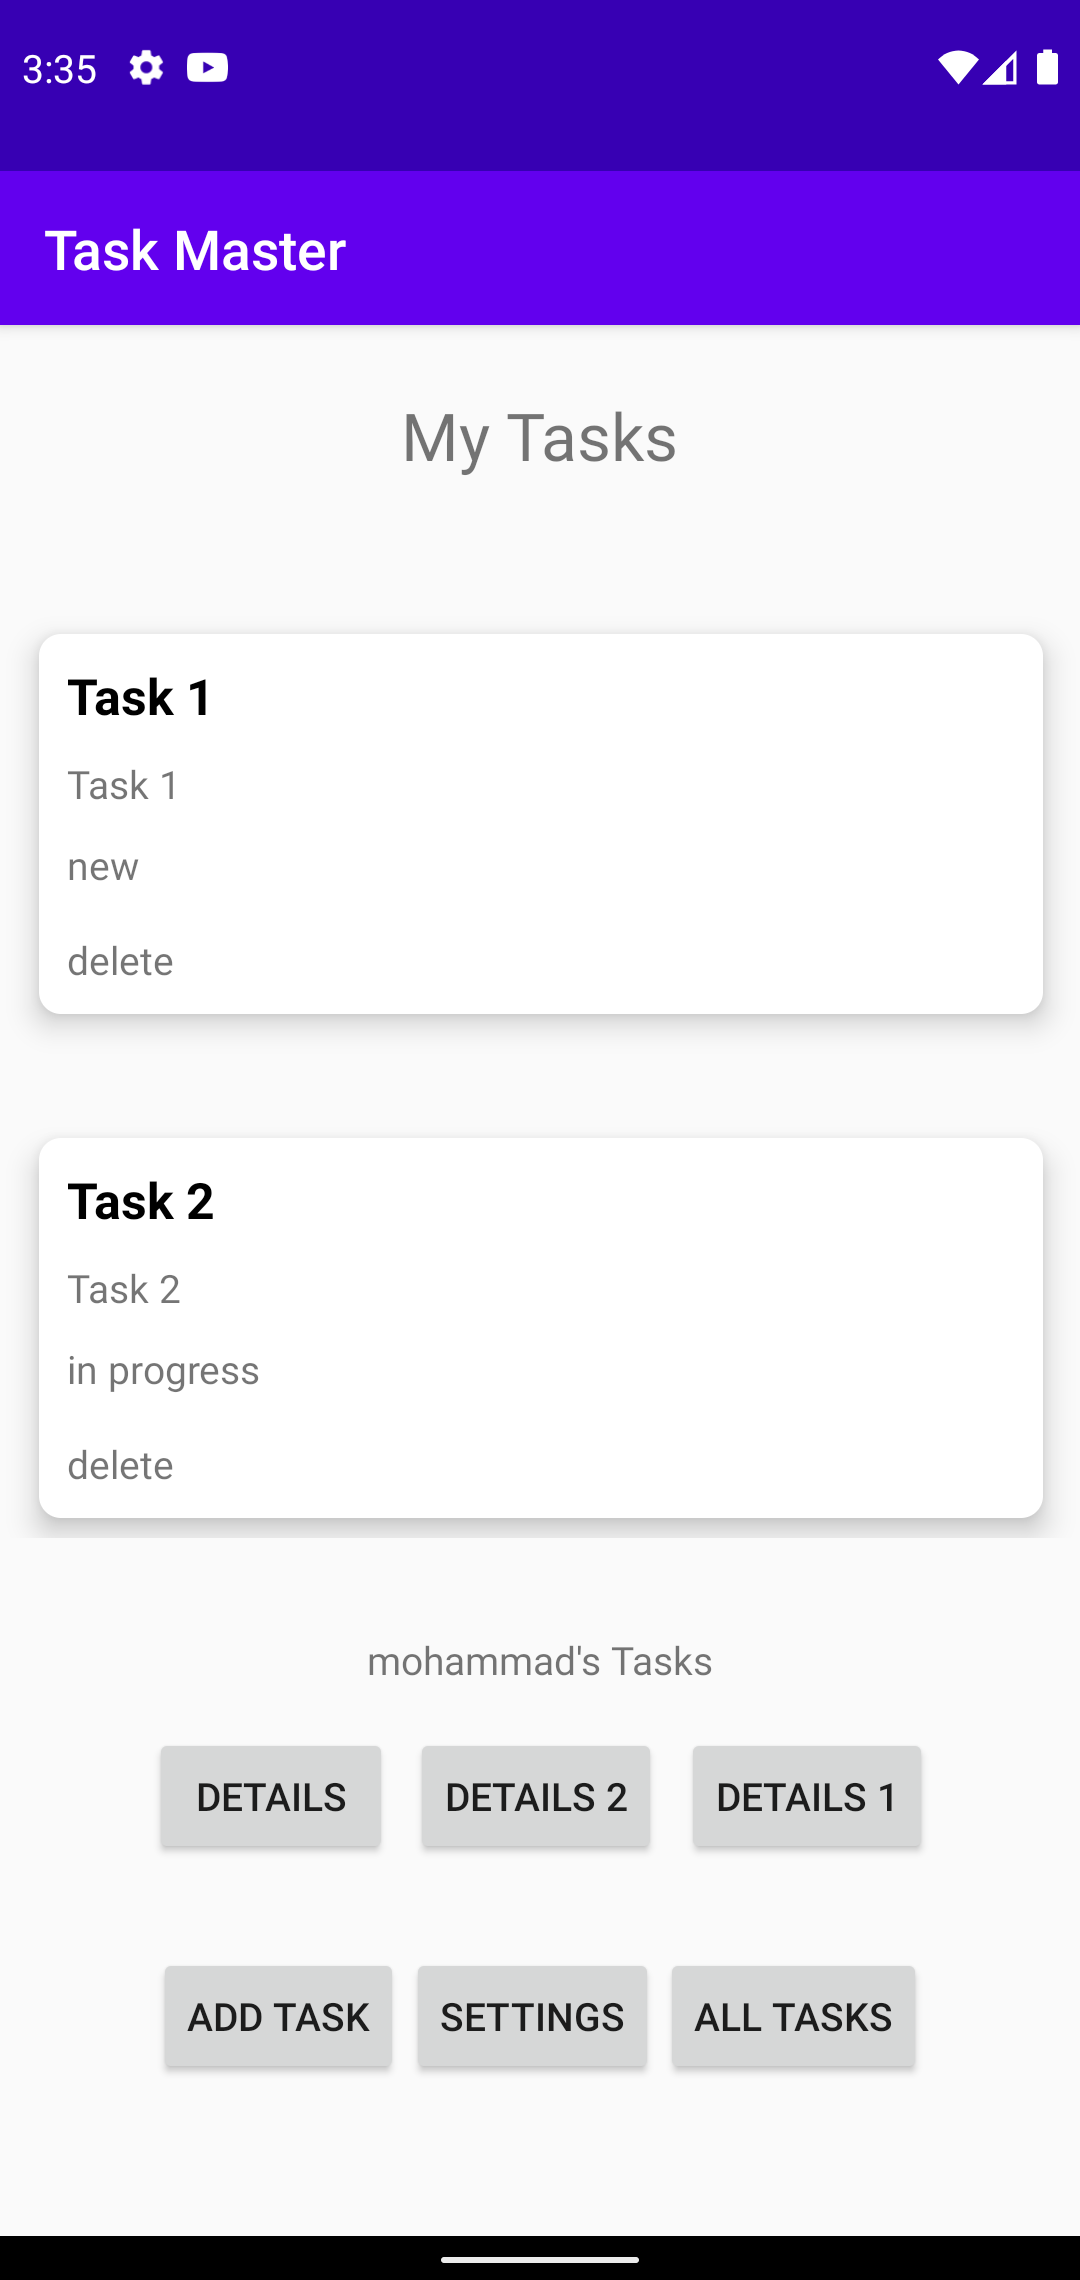 3:35
Task Master
My Tasks
Task 1
Task 1
new
delete
Task 2
Task 2
in progress
delete
mohammad's Tasks
DETAILS DETAILS 2 DETAILS 1
ADD TASK SETTINGS ALL TASKS